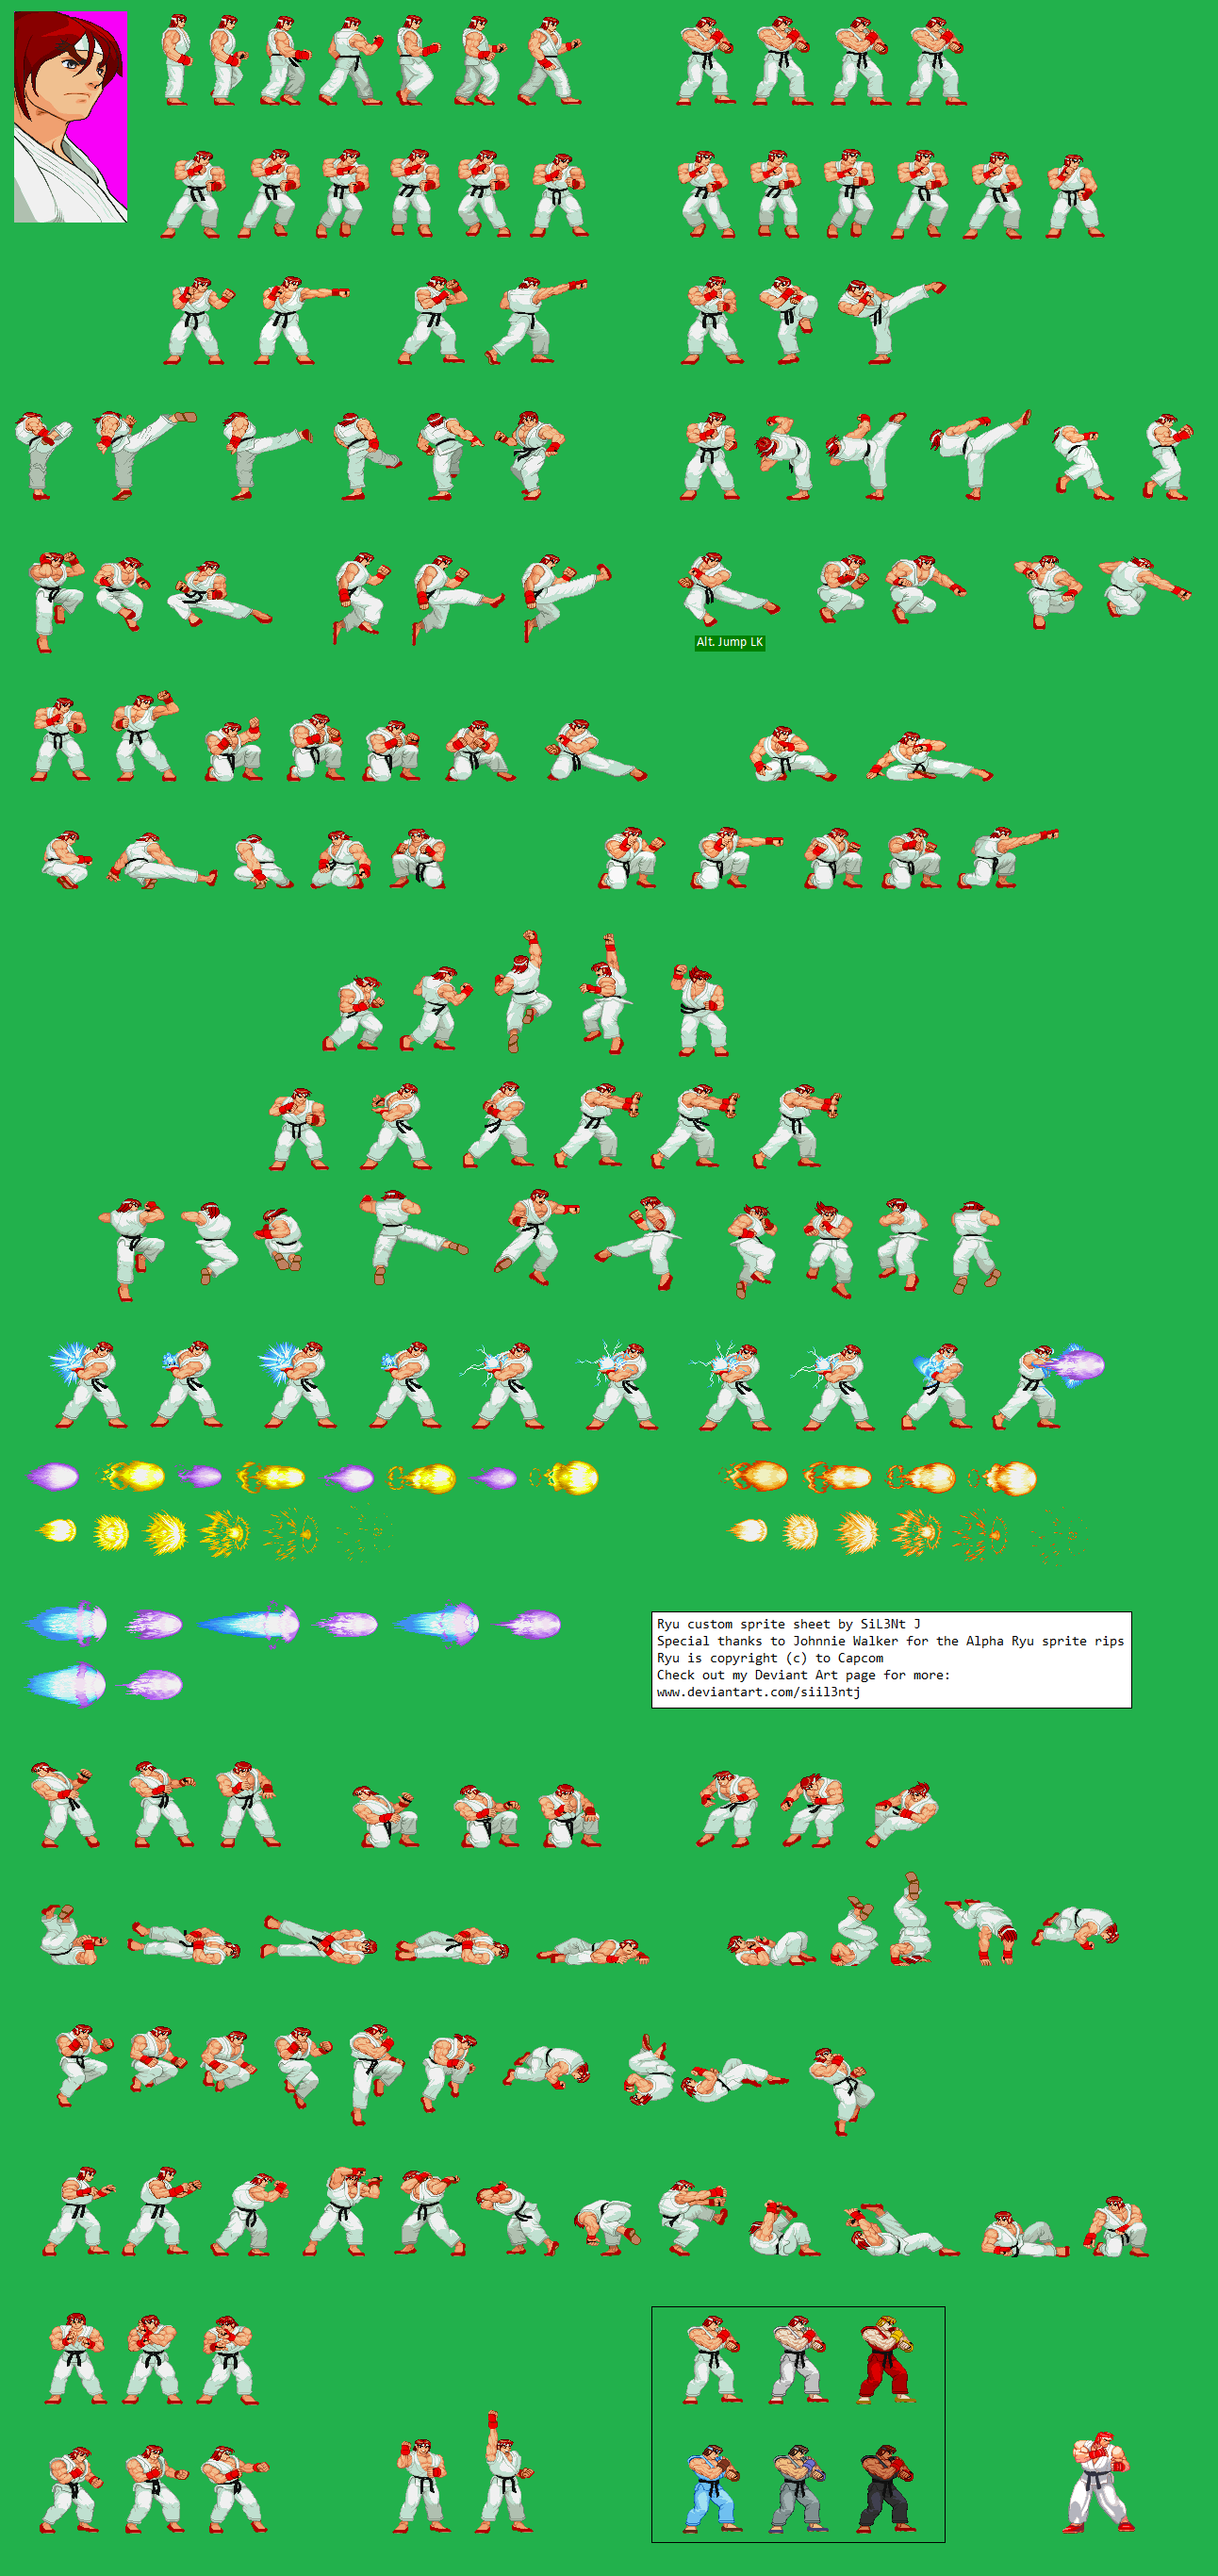 Alt. Jump LK
Ryu custom sprite sheet by SiL3Nt J
Special thanks to Johnnie Walker for the Alpha Ryu sprite rips
Ryu is copyright (c) to Capcom
Check out my Deviant Art page for more:
www.deviantart.com/siil3ntj